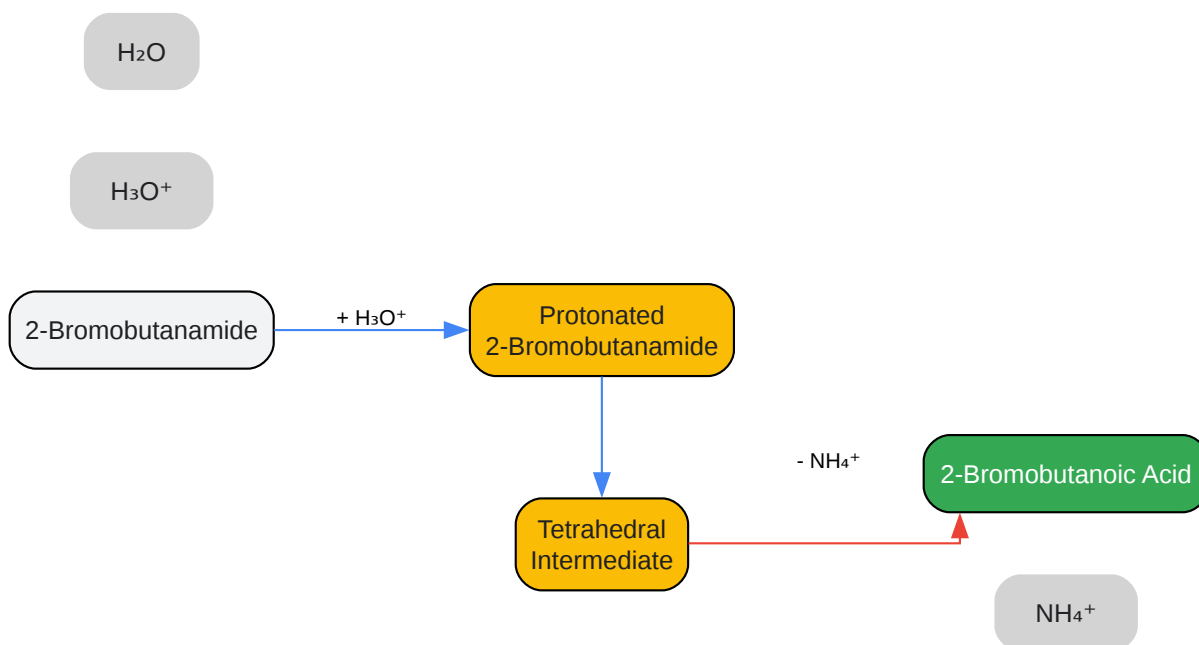 H₂O
H₃O⁺
2-Bromobutanamide
+ H₃O⁺
Protonated
2-Bromobutanamide
- NH₄⁺
2-Bromobutanoic Acid
Tetrahedral
Intermediate
NH₄⁺